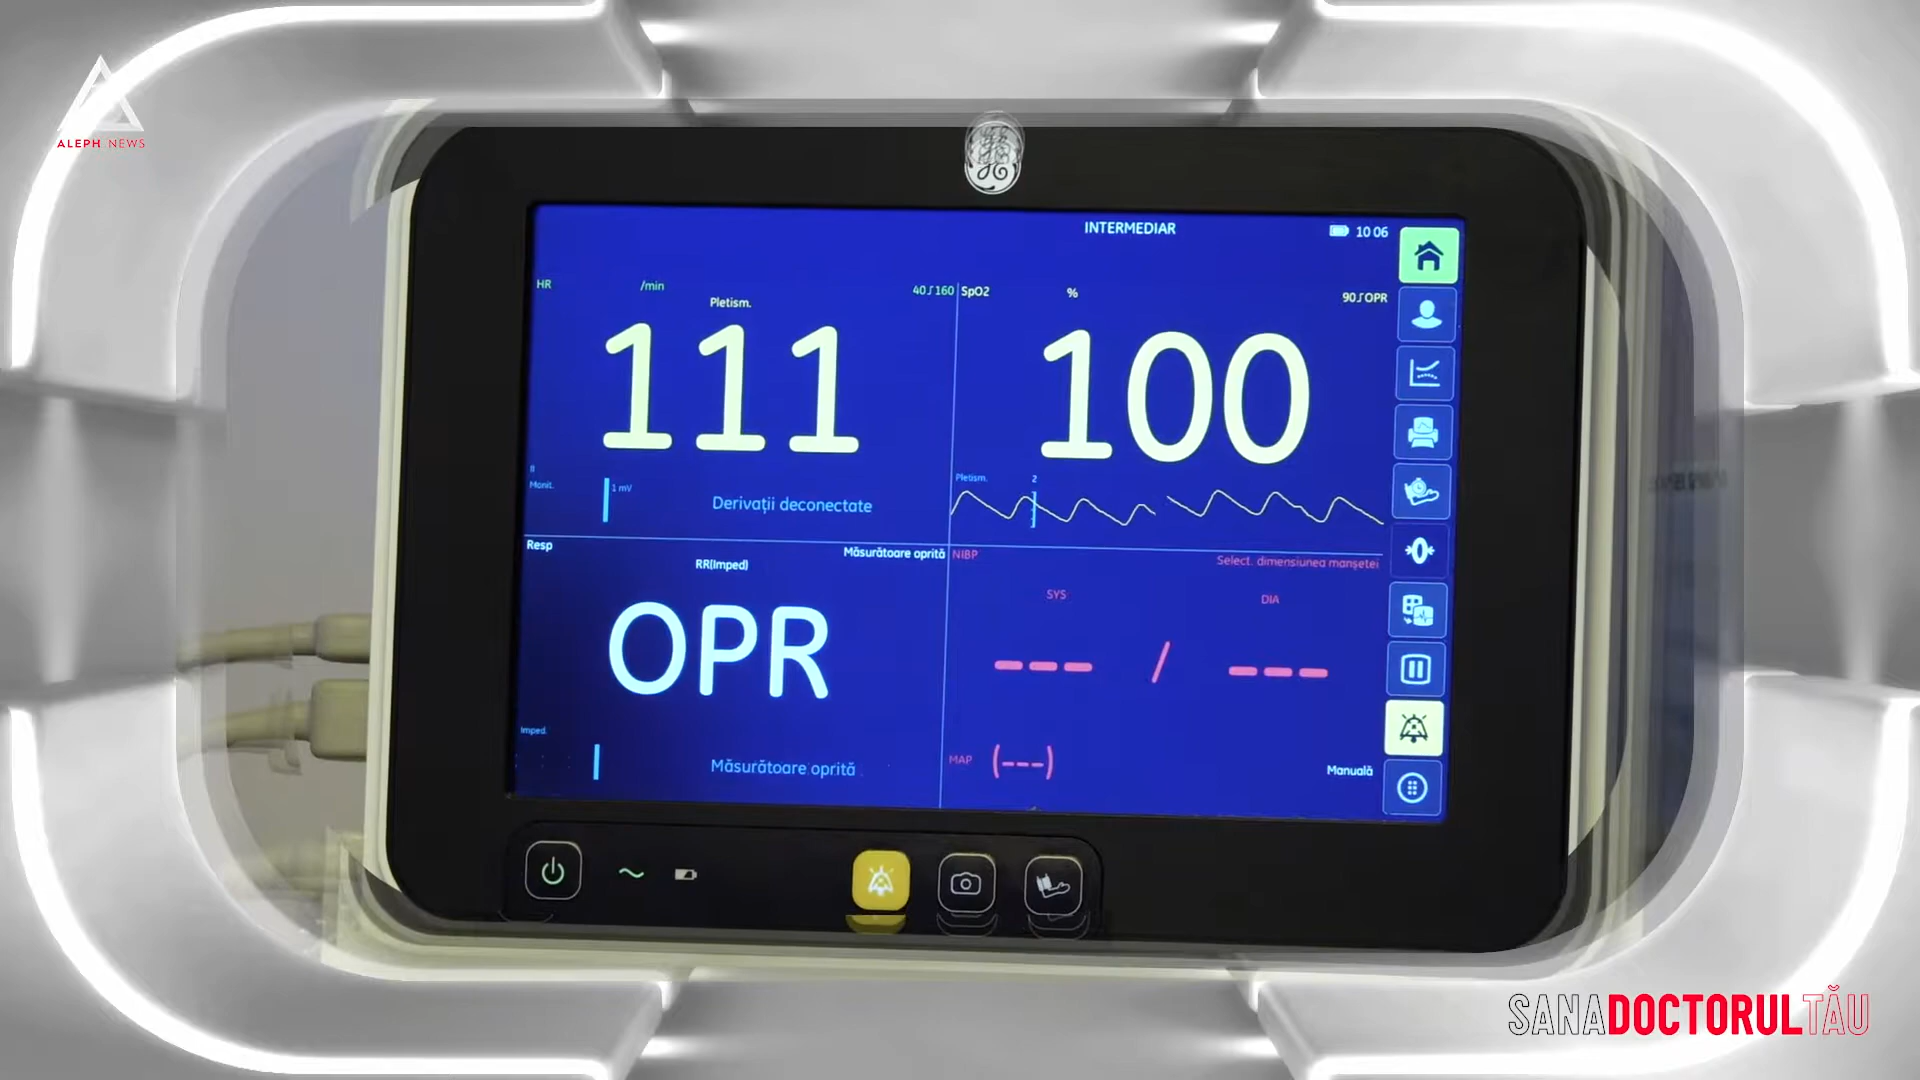 ALEPH NEWS
INTERMEDIAR
10 06
HR
/min
40 160
SpO2
%
90 OPR
Pletism.
111
100
II
Monit.
1 mV
Derivații deconectate
Pletism.
2
Resp
Măsurătoare oprită
RR(Imped)
OPR
Imped.
Măsurătoare oprită
NIBP
Select. dimensiunea manșetei
SYS
DIA
--- / ---
MAP
(---)
Manuală
SANADOCTORULTĂU